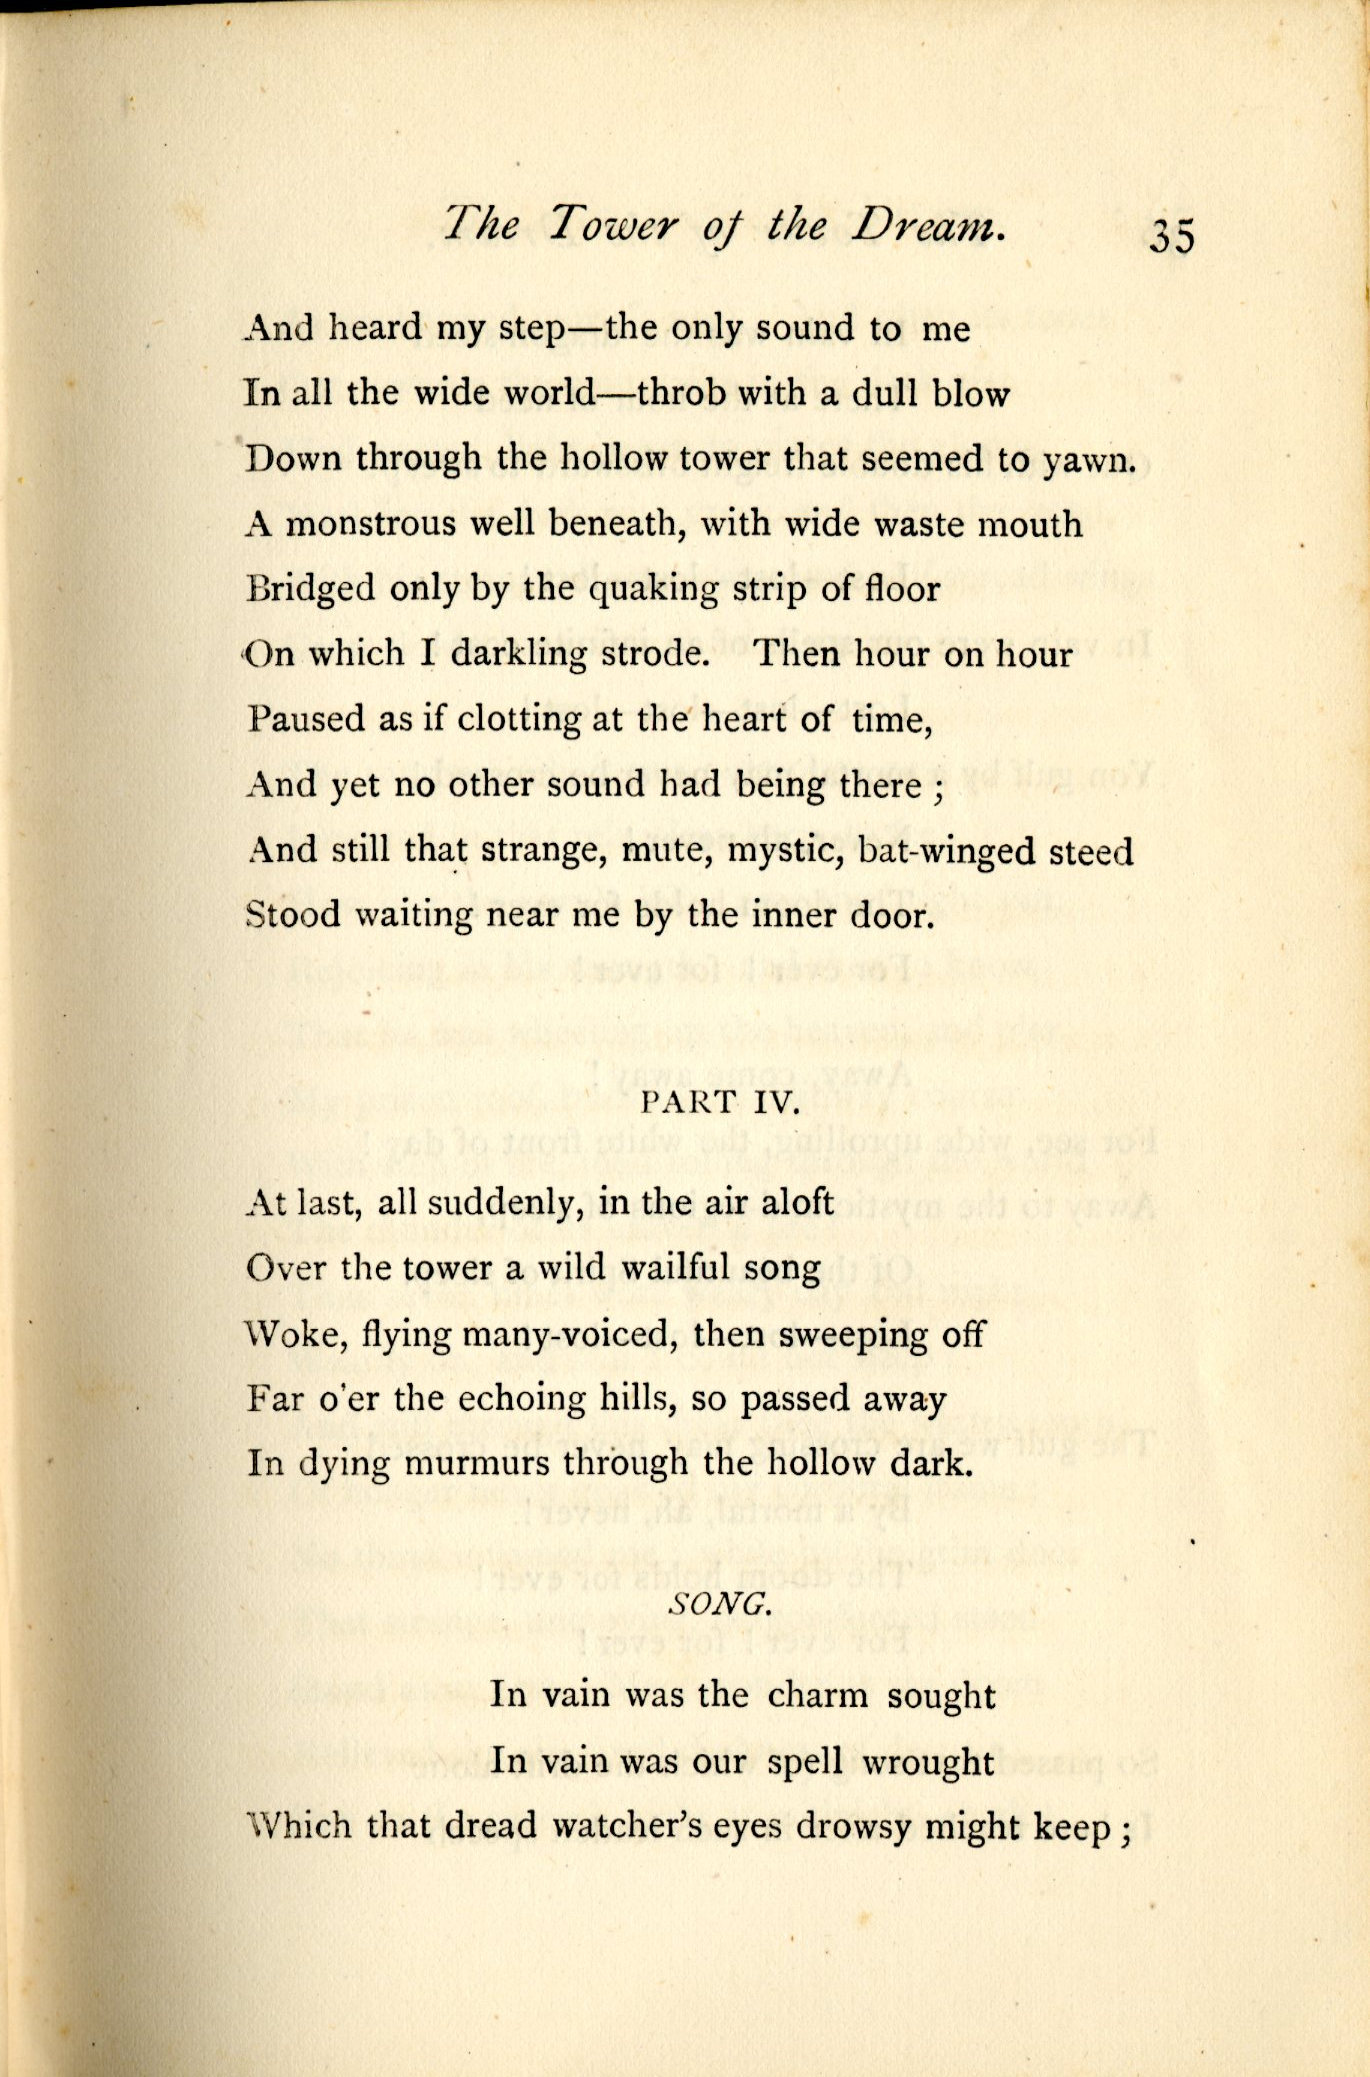 The Tower of the Dream. 35
And heard my step—the only sound to me
In all the wide world—throb with a dull blow
Down through the hollow tower that seemed to yawn.
A monstrous well beneath, with wide waste mouth
Bridged only by the quaking strip of floor
On which I darkling strode. Then hour on hour
Paused as if clotting at the heart of time,
And yet no other sound had being there ;
And still that strange, mute, mystic, bat-winged steed
Stood waiting near me by the inner door.
PART IV.
At last, all suddenly, in the air aloft
Over the tower a wild wailful song
Woke, flying many-voiced, then sweeping off
Far o'er the echoing hills, so passed away
In dying murmurs through the hollow dark.
SONG.
In vain was the charm sought
In vain was our spell wrought
Which that dread watcher's eyes drowsy might keep ;